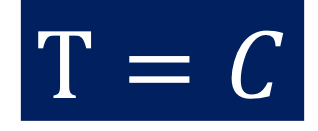 T = C